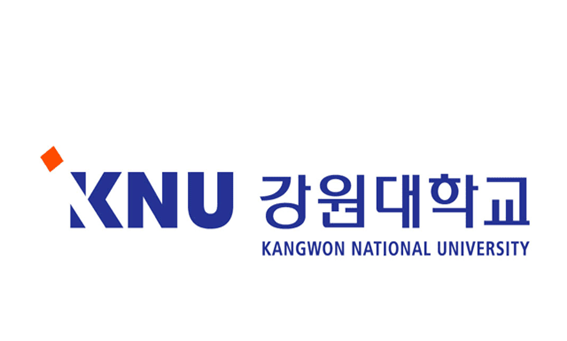 KNU 강원대학교
KANGWON NATIONAL UNIVERSITY